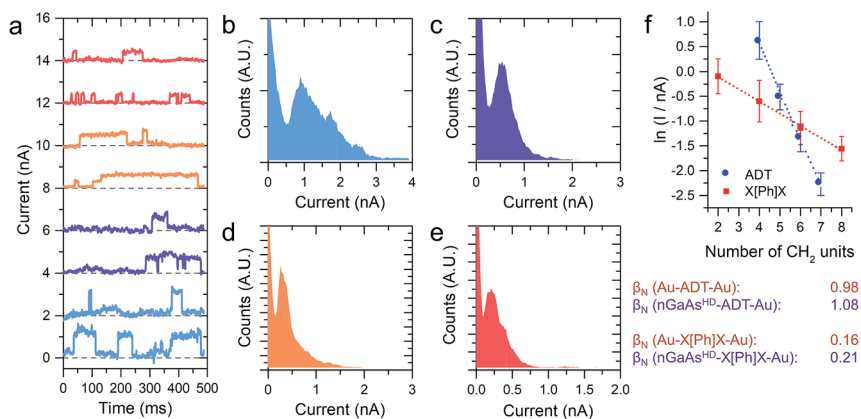 a
16
14
12
10
8
6
4
2
0
Current (nA)
0 100 200 300 400 500
Time (ms)
b
Counts (A.U.)
0 1 2 3 4
Current (nA)
c
Counts (A.U.)
0 1 2 3
Current (nA)
d
Counts (A.U.)
0 1 2 3
Current (nA)
e
Counts (A.U.)
0.0 0.5 1.0 1.5 2.0
Current (nA)
f
1.0
0.5
0.0
-0.5
-1.0
-1.5
-2.0
-2.5
ln (I / nA)
ADT
X[Ph]X
2 3 4 5 6 7 8
Number of CH₂ units
βN (Au-ADT-Au): 0.98
βN (nGaAsᴴᴰ-ADT-Au): 1.08
βN (Au-X[Ph]X-Au): 0.16
βN (nGaAsᴴᴰ-X[Ph]X-Au): 0.21